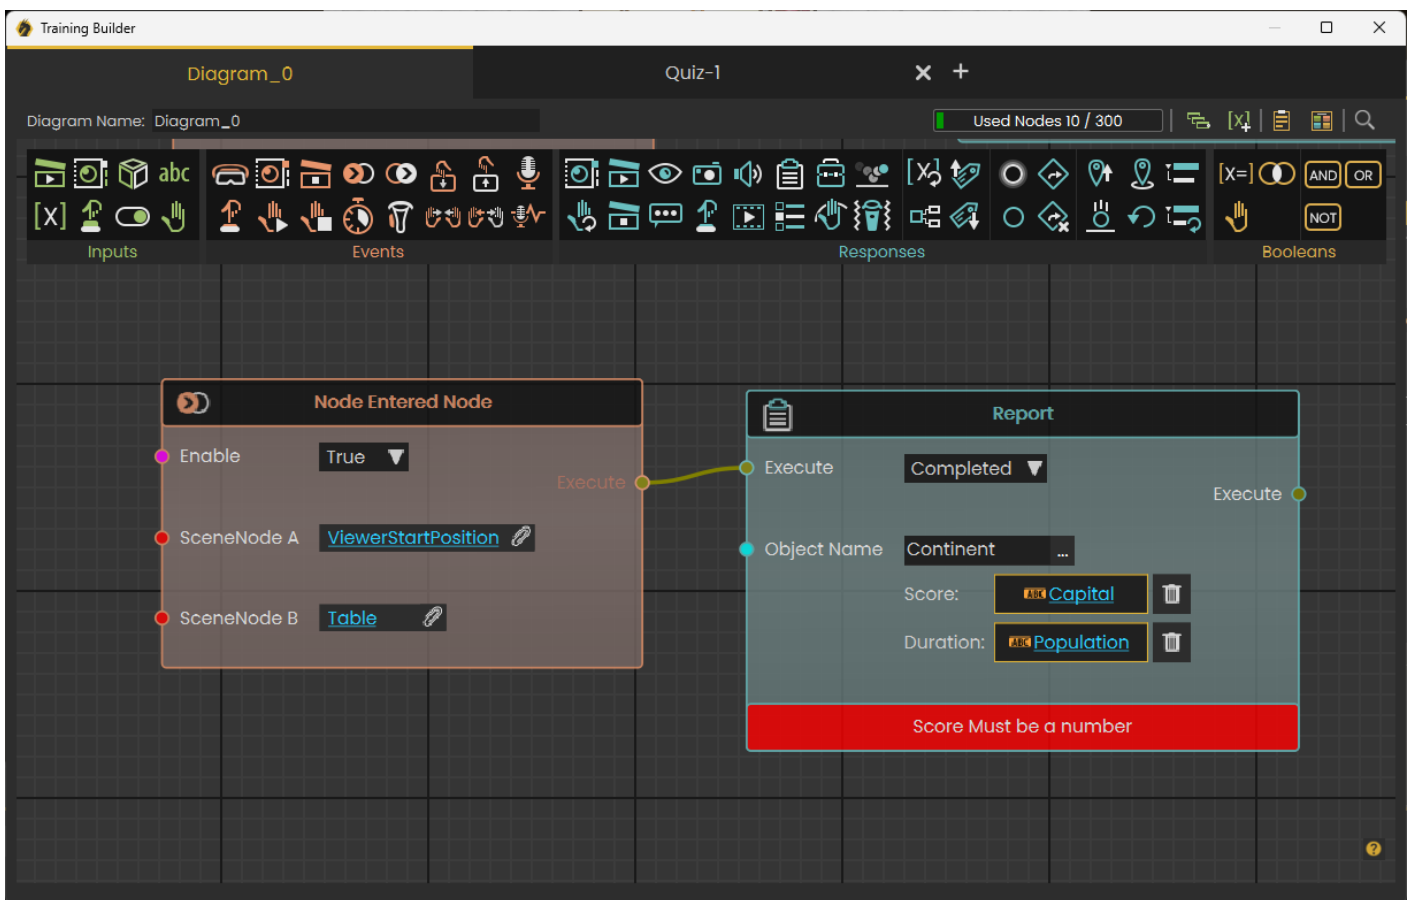 Training Builder
Diagram_0
Quiz-1
Diagram Name: Diagram_0
Used Nodes 10 / 300
abc
[X]
[X=]
AND
OR
NOT
Inputs
Events
Responses
Booleans
Node Entered Node
Enable
True
Execute
SceneNode A
ViewerStartPosition
SceneNode B
Table
Report
Execute
Completed
Execute
Object Name
Continent
...
Score:
ABC Capital
Duration:
ABC Population
Score Must be a number
?